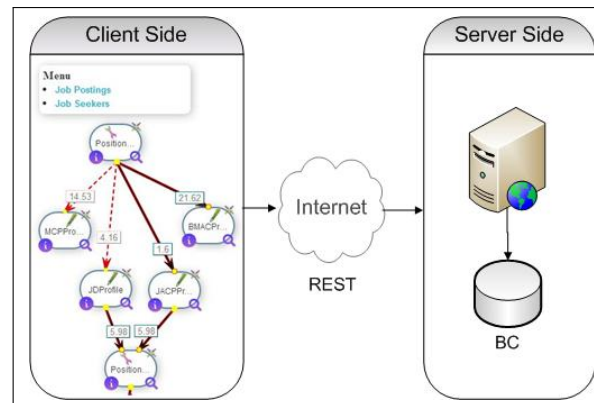 Client Side
Server Side
Menu
Job Postings
Job Seekers
Position...
14.53
21.62
MCPPro...
4.16
BMACPr...
1.6
JDProfile
JACPPr...
5.98
5.98
Position...
Internet
REST
BC